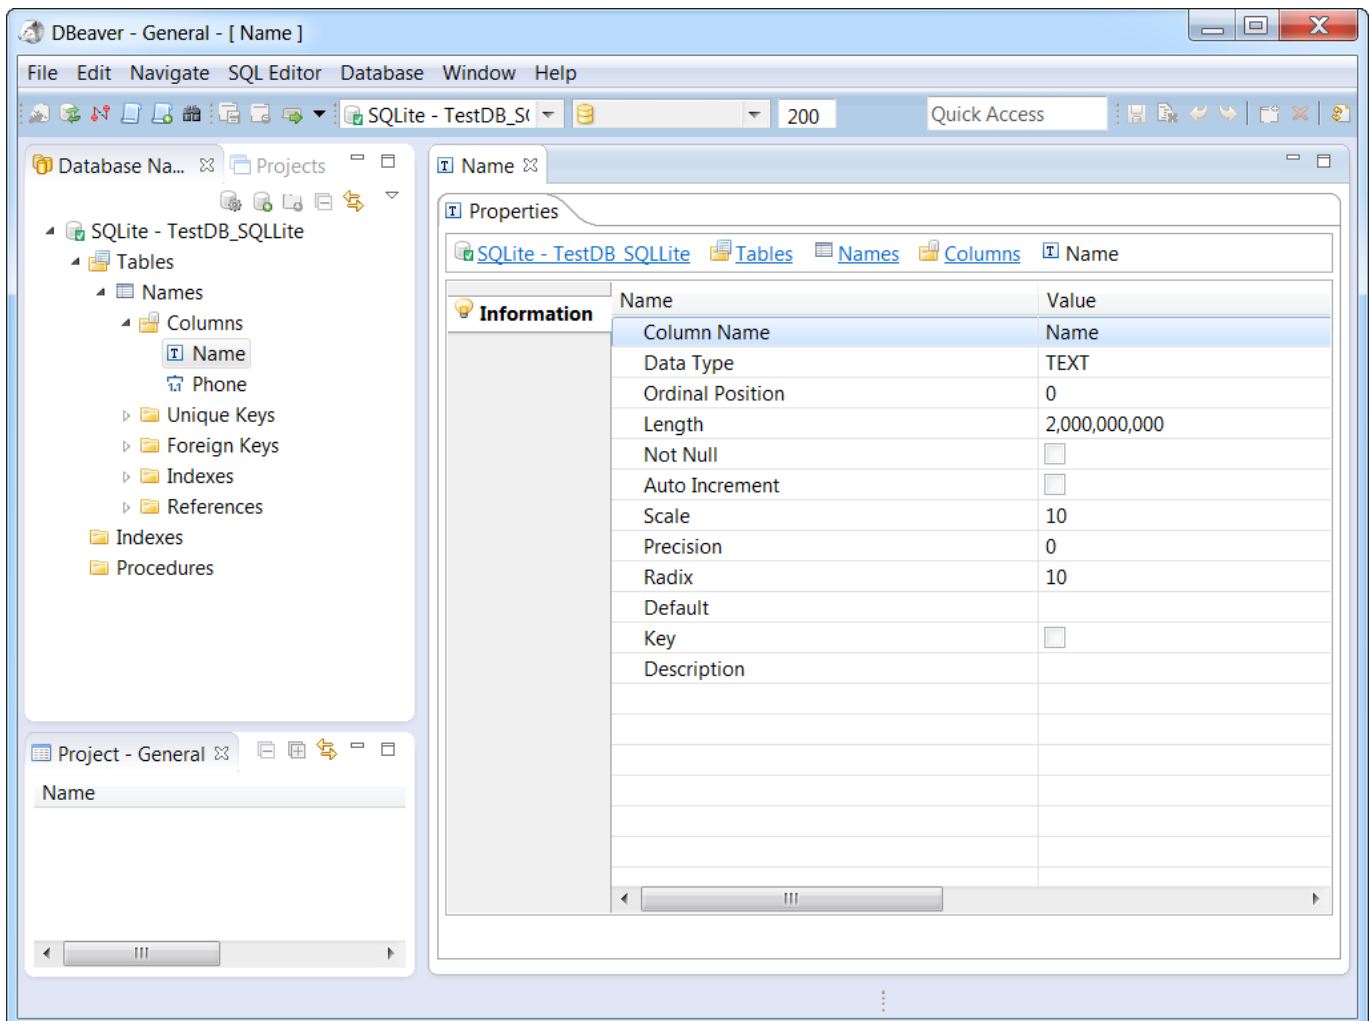 DBeaver - General - [ Name ]
File Edit Navigate SQL Editor Database Window Help
SQLite - TestDB_S( 200 Quick Access
Database Na... Projects
SQLite - TestDB_SQLLite
Tables
Names
Columns
Name
Phone
Unique Keys
Foreign Keys
Indexes
References
Indexes
Procedures
Project - General
Name
Name
Properties
SQLite - TestDB_SQLLite Tables Names Columns Name
Information
Name Value
Column Name Name
Data Type TEXT
Ordinal Position 0
Length 2,000,000,000
Not Null
Auto Increment
Scale 10
Precision 0
Radix 10
Default
Key
Description